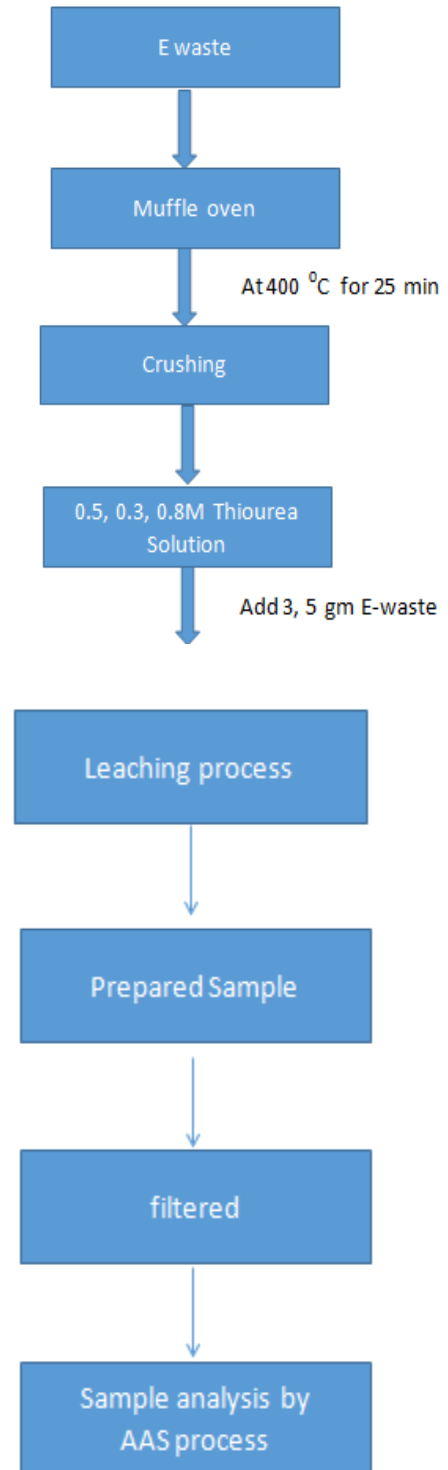 E waste
Muffle oven
At 400 ⁰C for 25 min
Crushing
0.5, 0.3, 0.8M Thiourea
Solution
Add 3, 5 gm E-waste
Leaching process
Prepared Sample
filtered
Sample analysis by
AAS process